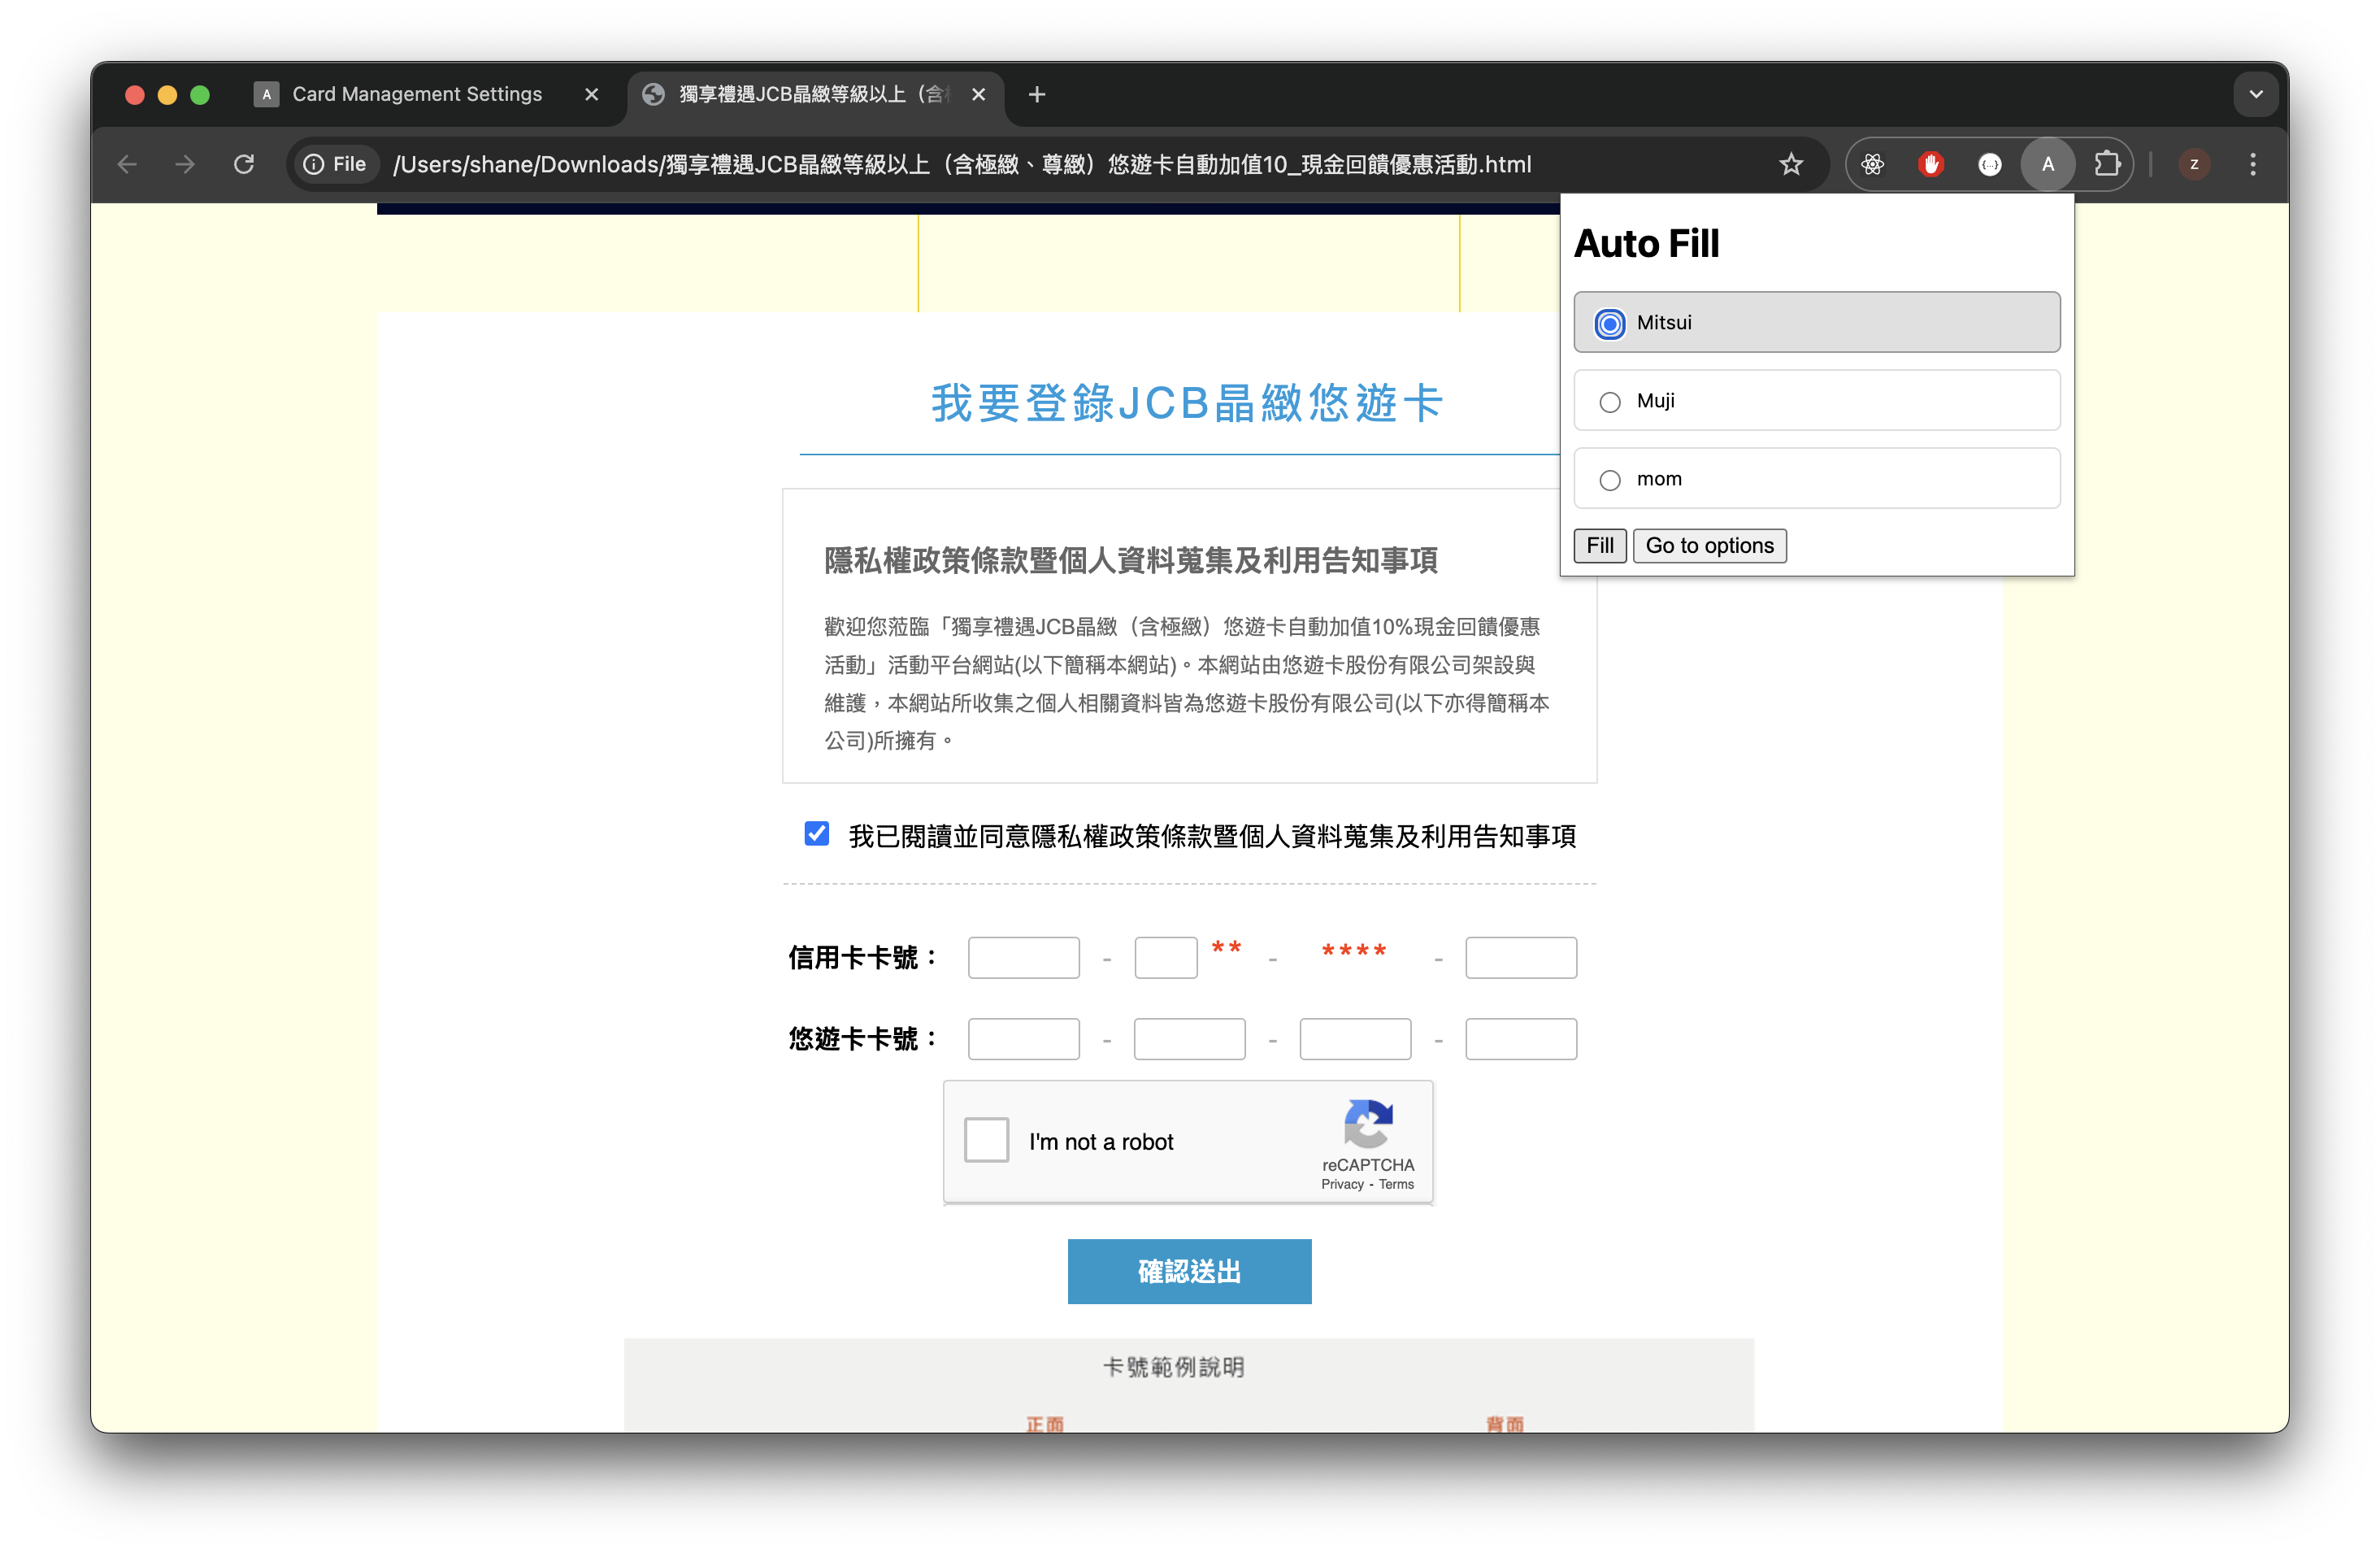 A Card Management Settings
獨享禮遇JCB晶緻等級以上（含
File /Users/shane/Downloads/獨享禮遇JCB晶緻等級以上（含極緻、尊緻）悠遊卡自動加值10_現金回饋優惠活動.html
A
z
Auto Fill
Mitsui
Muji
mom
Fill Go to options
我要登錄JCB晶緻悠遊卡
隱私權政策條款暨個人資料蒐集及利用告知事項
歡迎您蒞臨「獨享禮遇JCB晶緻（含極緻）悠遊卡自動加值10%現金回饋優惠
活動」活動平台網站(以下簡稱本網站)。本網站由悠遊卡股份有限公司架設與
維護，本網站所收集之個人相關資料皆為悠遊卡股份有限公司(以下亦得簡稱本
公司)所擁有。
我已閱讀並同意隱私權政策條款暨個人資料蒐集及利用告知事項
信用卡卡號： - ** - **** -
悠遊卡卡號： - - -
I'm not a robot
reCAPTCHA
Privacy - Terms
確認送出
卡號範例說明
正面 背面